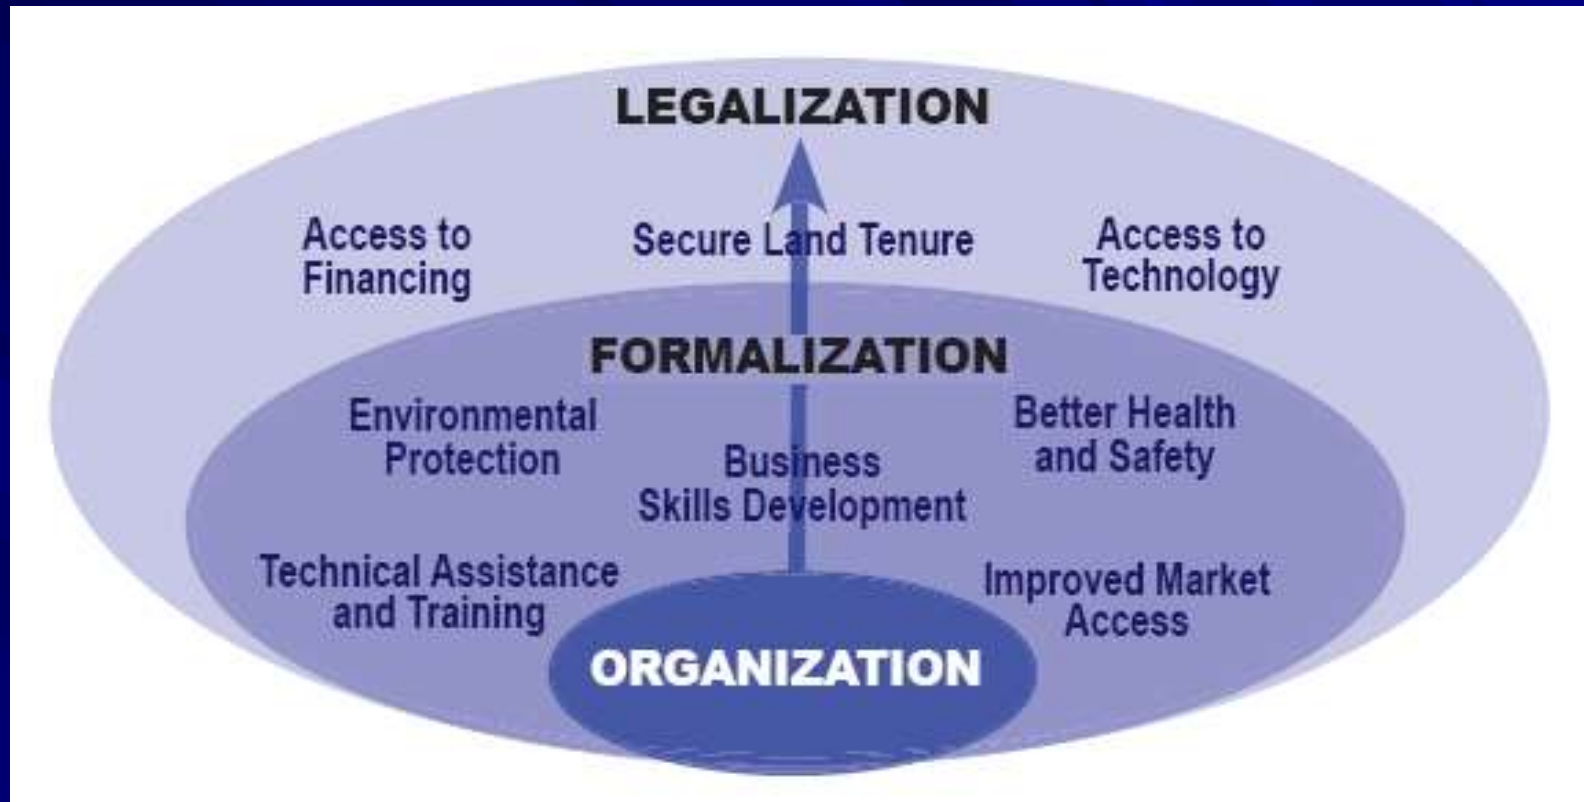 LEGALIZATION
Access to
Financing
Secure Land Tenure
Access to
Technology
FORMALIZATION
Environmental
Protection
Business
Skills Development
Better Health
and Safety
Technical Assistance
and Training
Improved Market
Access
ORGANIZATION